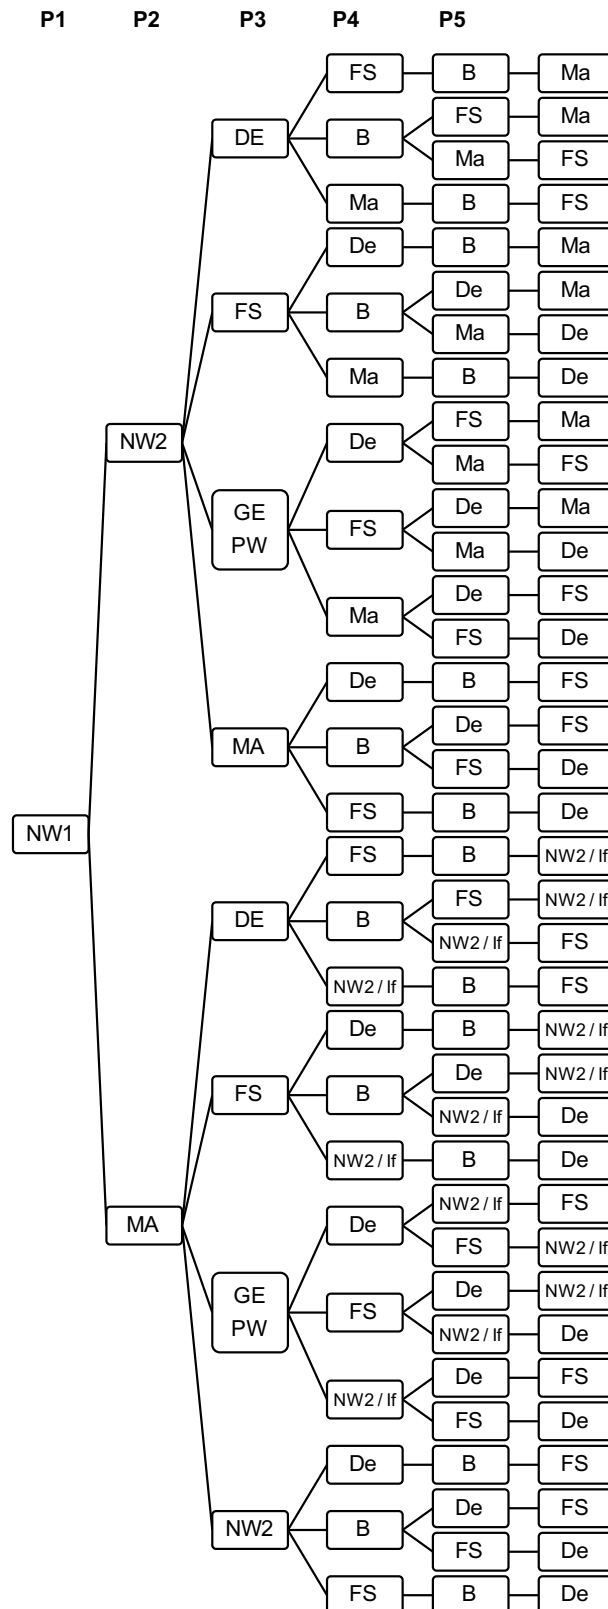 P1 P2 P3 P4 P5
FS B Ma
FS Ma
DE B
Ma FS
Ma B FS
De B Ma
De Ma
FS B
Ma De
Ma B De
FS Ma
NW2 De
Ma FS
GE
PW
De Ma
FS
Ma De
De FS
Ma
FS De
De B FS
De FS
MA B
FS De
FS B De
NW1
FS B NW2 / If
FS NW2 / If
DE B
NW2 / If FS
NW2 / If B FS
De B NW2 / If
De NW2 / If
FS B
NW2 / If De
NW2 / If B De
NW2 / If FS
MA De
FS NW2 / If
GE
PW
De NW2 / If
FS
NW2 / If De
De FS
NW2 / If
FS De
De B FS
De FS
NW2 B
FS De
FS B De